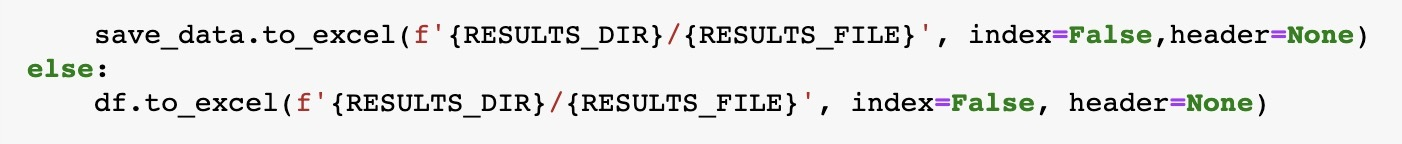 save_data.to_excel(f'{RESULTS_DIR}/{RESULTS_FILE}', index=False,header=None)
else:
    df.to_excel(f'{RESULTS_DIR}/{RESULTS_FILE}', index=False, header=None)